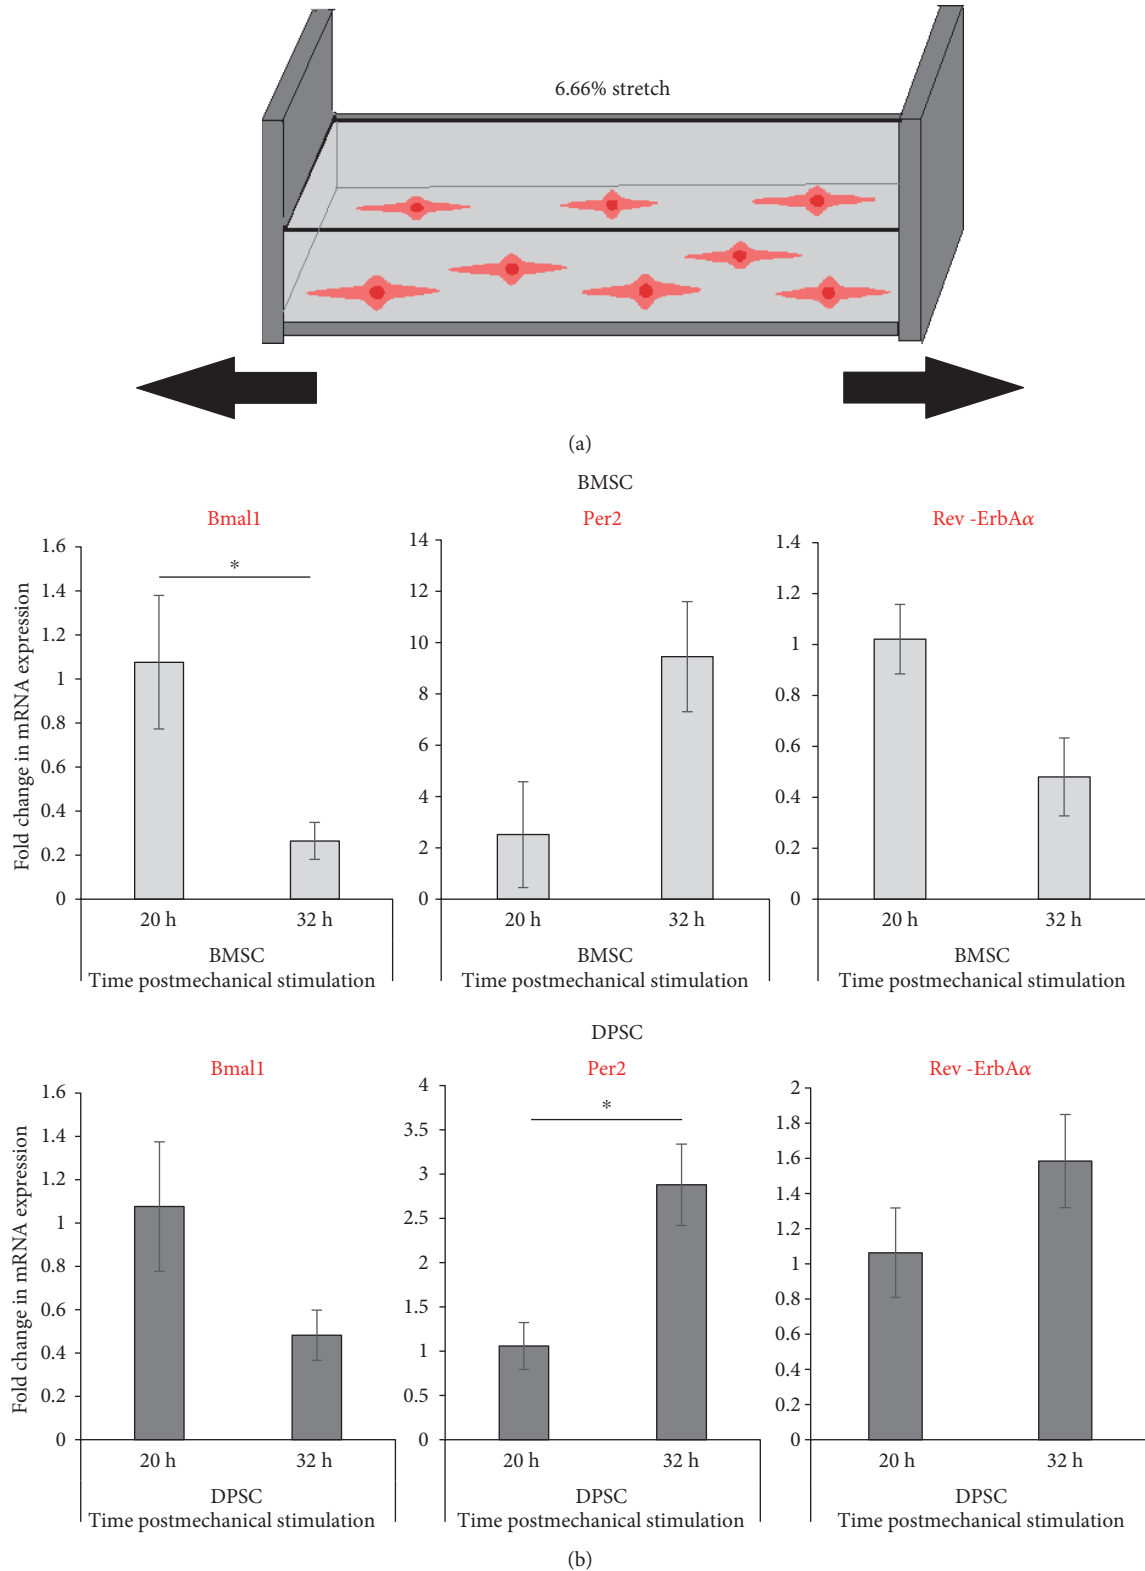 6.66% stretch
(a)
BMSC
Bmal1
Fold change in mRNA expression
1.6
1.4
1.2
1
0.8
0.6
0.4
0.2
0
*
20 h
32 h
BMSC
Time postmechanical stimulation
Per2
14
12
10
8
6
4
2
0
20 h
32 h
BMSC
Time postmechanical stimulation
Rev -ErbAα
1.4
1.2
1
0.8
0.6
0.4
0.2
0
20 h
32 h
BMSC
Time postmechanical stimulation
DPSC
Bmal1
Fold change in mRNA expression
1.6
1.4
1.2
1
0.8
0.6
0.4
0.2
0
20 h
32 h
DPSC
Time postmechanical stimulation
Per2
4
3.5
3
2.5
2
1.5
1
0.5
0
*
20 h
32 h
DPSC
Time postmechanical stimulation
Rev -ErbAα
2
1.8
1.6
1.4
1.2
1
0.8
0.6
0.4
0.2
0
20 h
32 h
DPSC
Time postmechanical stimulation
(b)